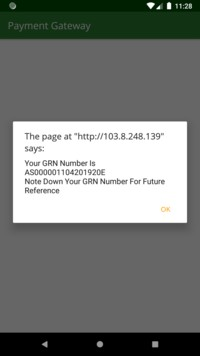 11:28
Payment Gateway
The page at "http://103.8.248.139"
says:
Your GRN Number Is
AS000001104201920E
Note Down Your GRN Number For Future
Reference
OK